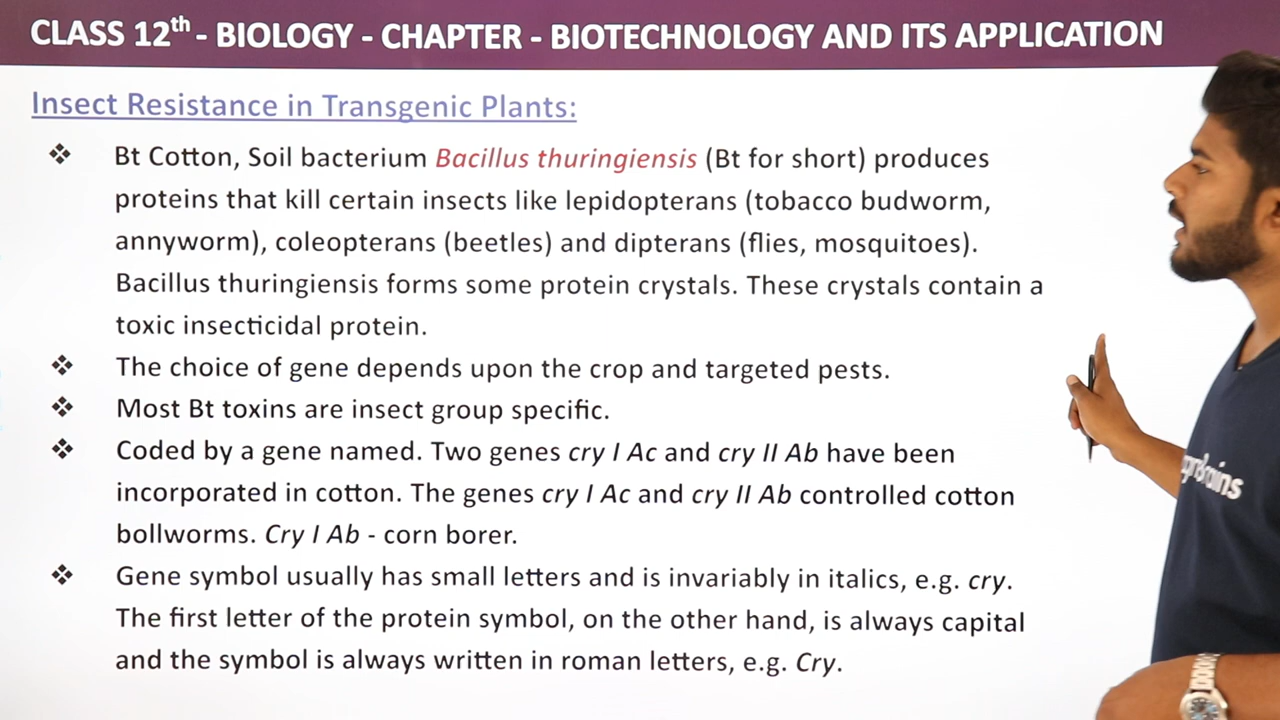 CLASS 12th - BIOLOGY - CHAPTER - BIOTECHNOLOGY AND ITS APPLICATION
Insect Resistance in Transgenic Plants:
❖ Bt Cotton, Soil bacterium Bacillus thuringiensis (Bt for short) produces
proteins that kill certain insects like lepidopterans (tobacco budworm,
annyworm), coleopterans (beetles) and dipterans (flies, mosquitoes).
Bacillus thuringiensis forms some protein crystals. These crystals contain a
toxic insecticidal protein.
❖ The choice of gene depends upon the crop and targeted pests.
❖ Most Bt toxins are insect group specific.
❖ Coded by a gene named. Two genes cry I Ac and cry II Ab have been
incorporated in cotton. The genes cry I Ac and cry II Ab controlled cotton
bollworms. Cry I Ab - corn borer.
❖ Gene symbol usually has small letters and is invariably in italics, e.g. cry.
The first letter of the protein symbol, on the other hand, is always capital
and the symbol is always written in roman letters, e.g. Cry.